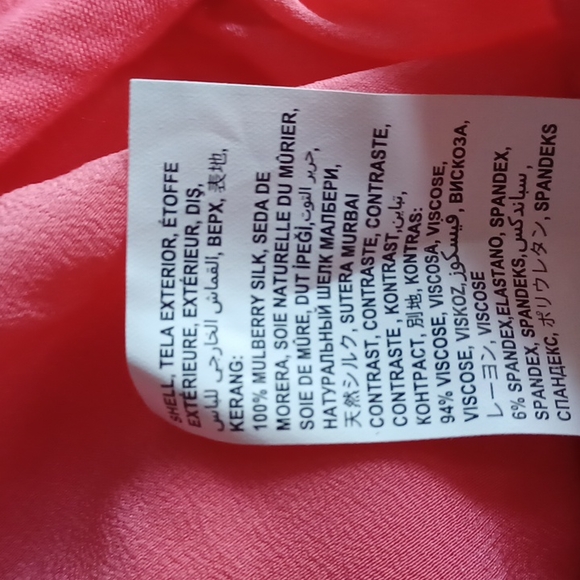 SHELL, TELA EXTERIOR, ÉTOFFE
EXTÉRIEURE, EXTÉRIEUR, DIŞ,
القماش الخارجي للباس, ВЕРХ, 表地,
KERANG:
100% MULBERRY SILK, SEDA DE
MORERA, SOIE NATURELLE DU MÛRIER,
SOIE DE MÛRE, DUT İPEĞİ,حرير التوت,
НАТУРАЛЬНЫЙ ШЕЛК МАЛБЕРИ,
天然シルク, SUTERA MURBAI
CONTRAST, CONTRASTE, CONTRASTE,
CONTRASTE , KONTRAST ,تباين,
КОНТРАСТ, 別地, KONTRAS:
94% VISCOSE, VISCOSA, VISCOSE,
VISCOSE, VISKOZ,فيسكوز, ВИСКОЗА,
レーヨン, VISCOSE
6% SPANDEX,ELASTANO, SPANDEX,
SPANDEX, SPANDEKS,سباندكس,
СПАНДЕКС, ポリウレタン, SPANDEKS